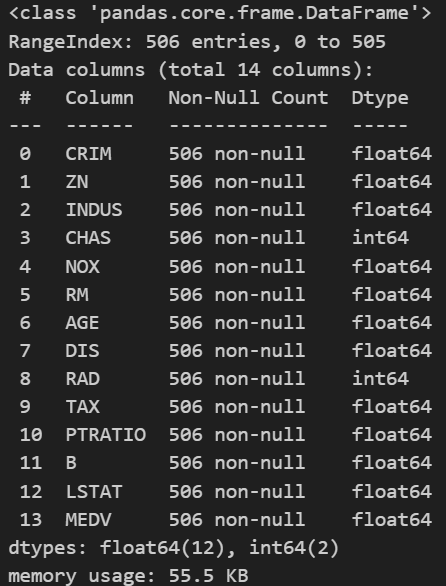 <class 'pandas.core.frame.DataFrame'>
RangeIndex: 506 entries, 0 to 505
Data columns (total 14 columns):
 #   Column   Non-Null Count  Dtype
---  ------   --------------  -----
 0   CRIM     506 non-null    float64
 1   ZN       506 non-null    float64
 2   INDUS    506 non-null    float64
 3   CHAS     506 non-null    int64
 4   NOX      506 non-null    float64
 5   RM       506 non-null    float64
 6   AGE      506 non-null    float64
 7   DIS      506 non-null    float64
 8   RAD      506 non-null    int64
 9   TAX      506 non-null    float64
 10  PTRATIO  506 non-null    float64
 11  B        506 non-null    float64
 12  LSTAT    506 non-null    float64
 13  MEDV     506 non-null    float64
dtypes: float64(12), int64(2)
memory usage: 55.5 KB